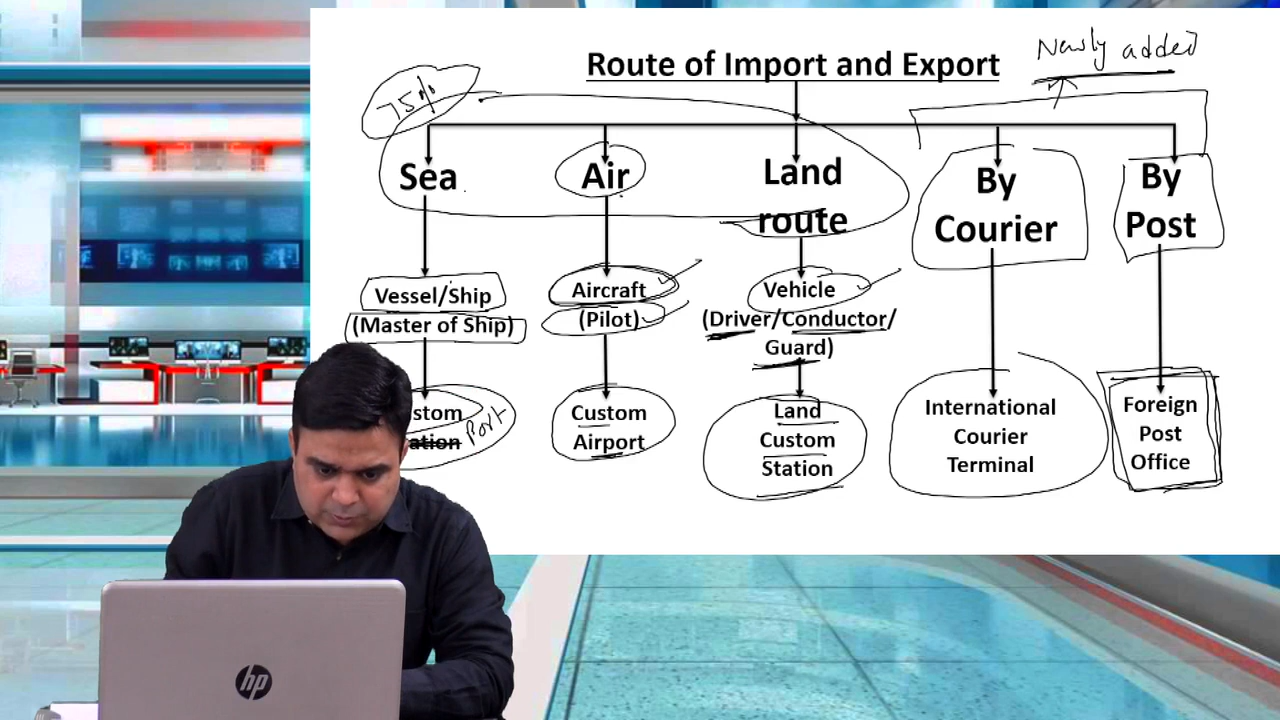 Newly added
Route of Import and Export
75%
Sea
Air
Land
route
By
Courier
By
Post
Vessel/Ship
(Master of Ship)
Aircraft
(Pilot)
Vehicle
(Driver/Conductor/
Guard)
stom
ation Port
Custom
Airport
Land
Custom
Station
International
Courier
Terminal
Foreign
Post
Office
hp